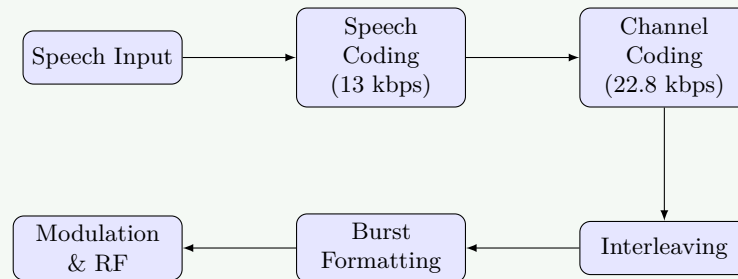 Speech Input
Speech
Coding
(13 kbps)
Channel
Coding
(22.8 kbps)
Interleaving
Burst
Formatting
Modulation
& RF